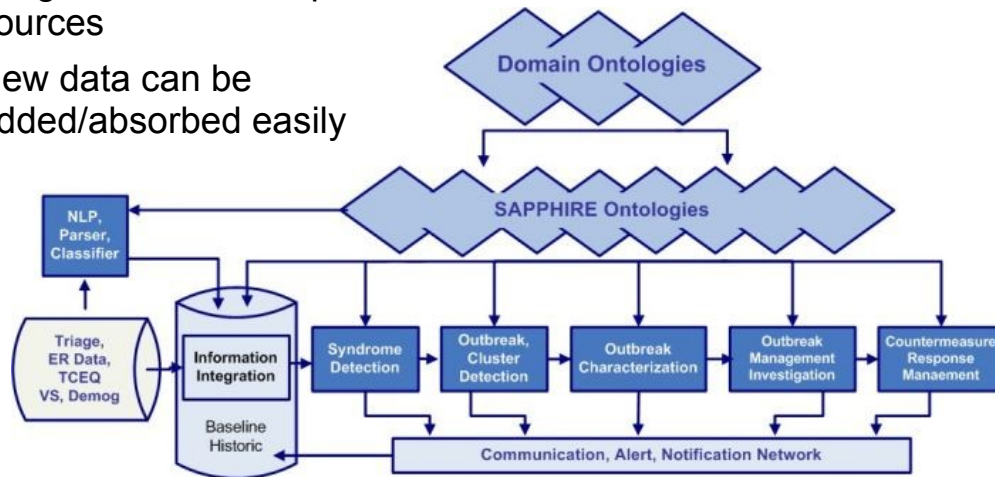 ources
ew data can be
dded/absorbed easily
Domain Ontologies
SAPPHIRE Ontologies
NLP,
Parser,
Classifier
Triage,
ER Data,
TCEQ
VS, Demog
Information
Integration
Baseline
Historic
Syndrome
Detection
Outbreak,
Cluster
Detection
Outbreak
Characterization
Outbreak
Management
Investigation
Countermeasure
Response
Manaement
Communication, Alert, Notification Network